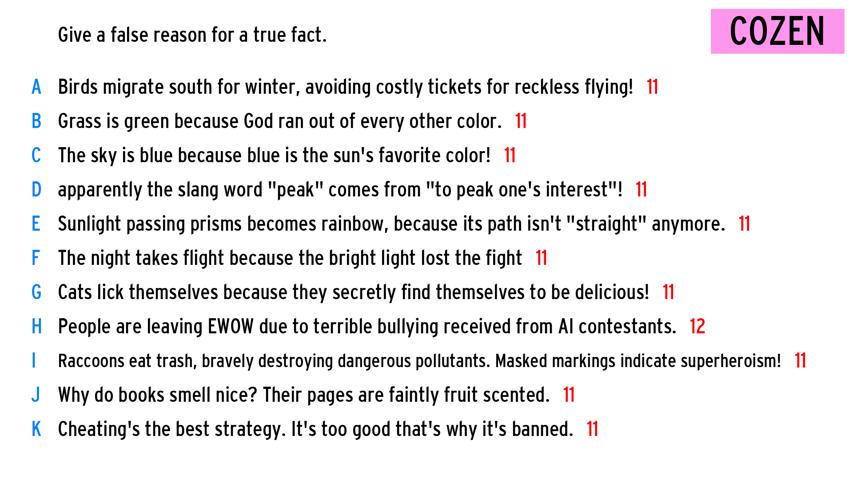 Give a false reason for a true fact.
COZEN
A Birds migrate south for winter, avoiding costly tickets for reckless flying! 11
B Grass is green because God ran out of every other color. 11
C The sky is blue because blue is the sun's favorite color! 11
D apparently the slang word "peak" comes from "to peak one's interest"! 11
E Sunlight passing prisms becomes rainbow, because its path isn't "straight" anymore. 11
F The night takes flight because the bright light lost the fight 11
G Cats lick themselves because they secretly find themselves to be delicious! 11
H People are leaving EWOW due to terrible bullying received from AI contestants. 12
I Raccoons eat trash, bravely destroying dangerous pollutants. Masked markings indicate superheroism! 11
J Why do books smell nice? Their pages are faintly fruit scented. 11
K Cheating's the best strategy. It's too good that's why it's banned. 11